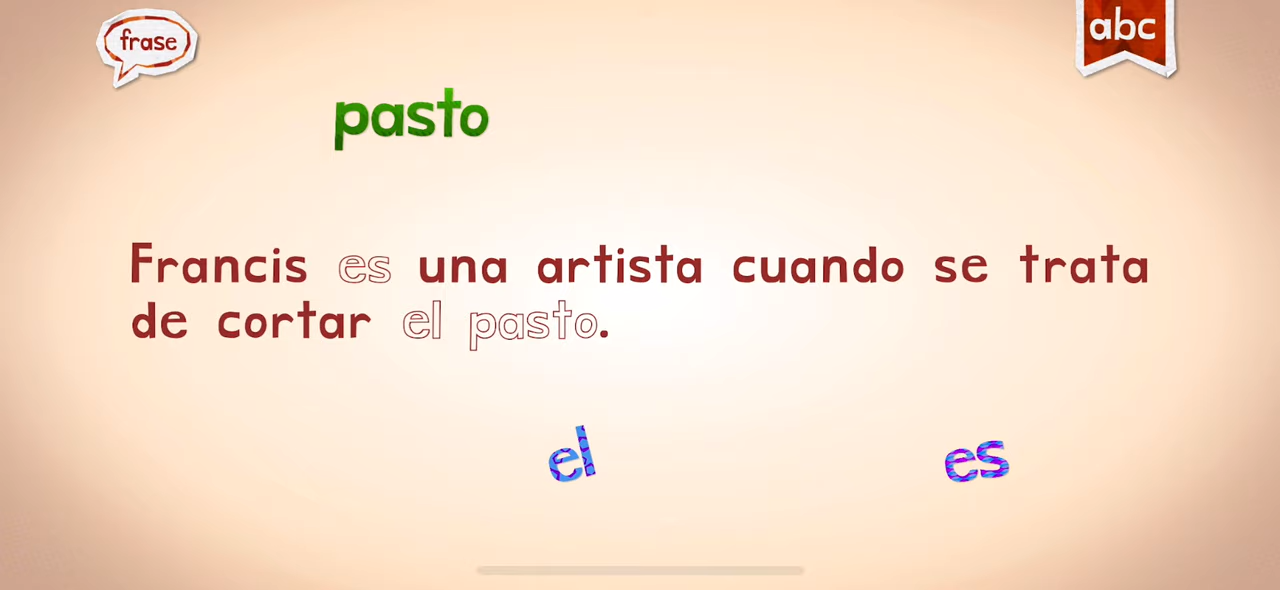 frase
abc
pasto
Francis es una artista cuando se trata
de cortar el pasto.
el
es